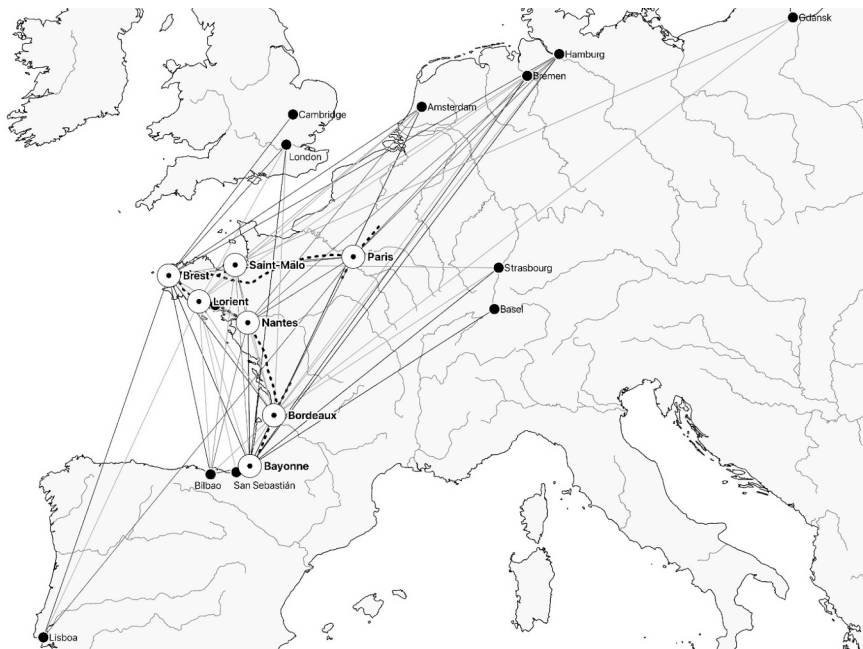 Gdansk
Hamburg
Bremen
Amsterdam
Cambridge
London
Paris
Saint-Malo
Strasbourg
Brest
Lorient
Basel
Nantes
Bordeaux
Bayonne
Bilbao
San Sebastián
Lisboa